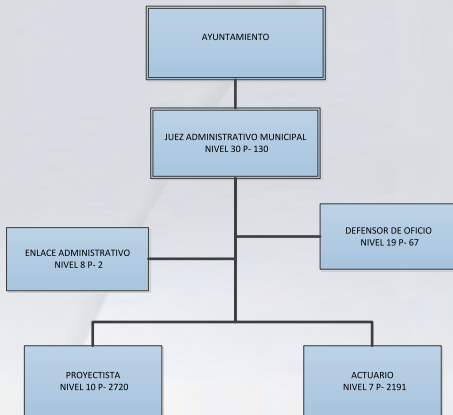 AYUNTAMIENTO
JUEZ ADMINISTRATIVO MUNICIPAL
NIVEL 30 P- 130
DEFENSOR DE OFICIO
NIVEL 19 P- 67
ENLACE ADMINISTRATIVO
NIVEL 8 P- 2
PROYECTISTA
NIVEL 10 P- 2720
ACTUARIO
NIVEL 7 P- 2191